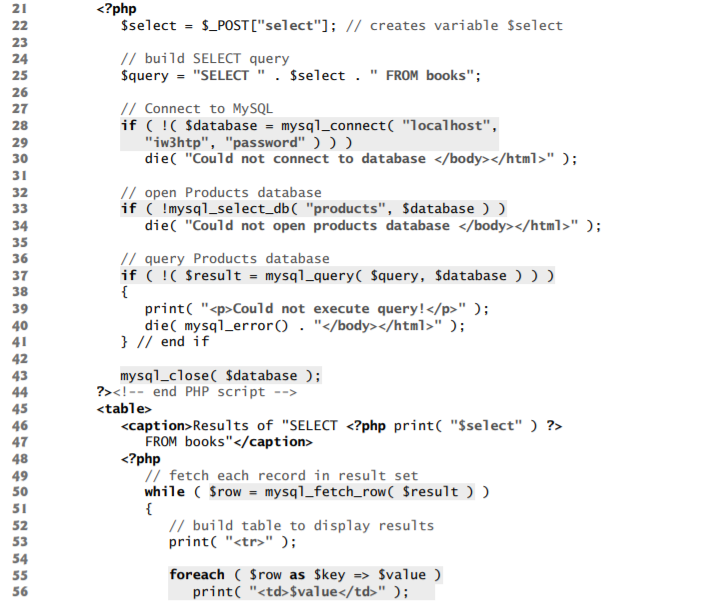 21 <?php
22 $select = $_POST["select"]; // creates variable $select
23
24 // build SELECT query
25 $query = "SELECT " . $select . " FROM books";
26
27 // Connect to MySQL
28 if ( !( $database = mysql_connect( "localhost",
29 "iw3htp", "password" ) ) )
30 die( "Could not connect to database </body></html>" );
31
32 // open Products database
33 if ( !mysql_select_db( "products", $database ) )
34 die( "Could not open products database </body></html>" );
35
36 // query Products database
37 if ( !( $result = mysql_query( $query, $database ) ) )
38 {
39 print( "<p>Could not execute query!</p>" );
40 die( mysql_error() . "</body></html>" );
41 } // end if
42
43 mysql_close( $database );
44 ?><!-- end PHP script -->
45 <table>
46 <caption>Results of "SELECT <?php print( "$select" ) ?>
47 FROM books"</caption>
48 <?php
49 // fetch each record in result set
50 while ( $row = mysql_fetch_row( $result ) )
51 {
52 // build table to display results
53 print( "<tr>" );
54
55 foreach ( $row as $key => $value )
56 print( "<td>$value</td>" );